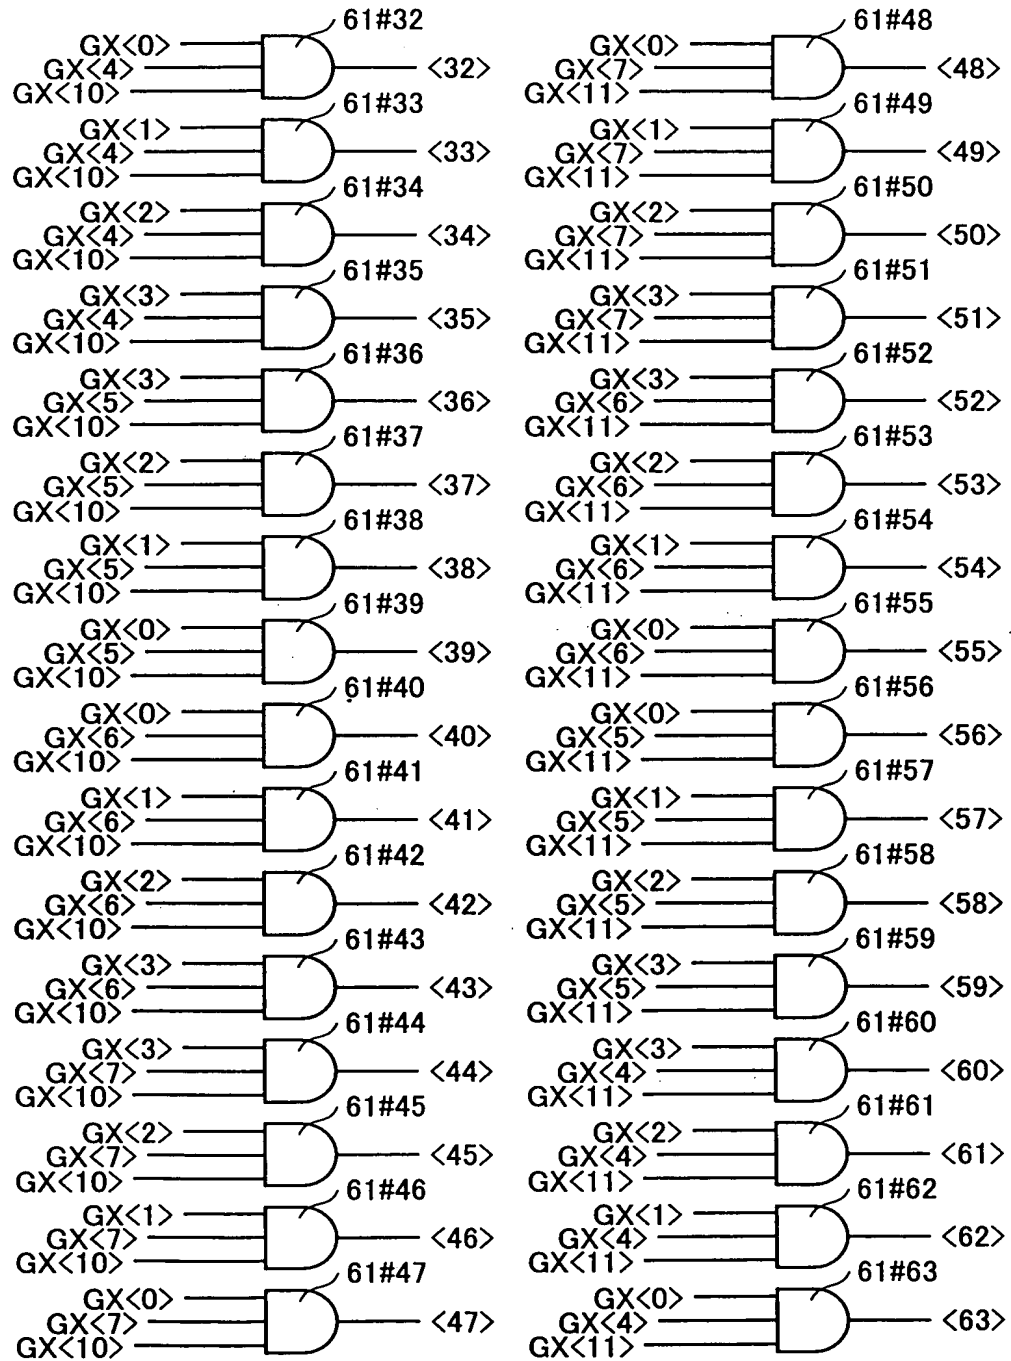 61#32
GX<0>
GX<4>
GX<10>
<32>
61#33
GX<1>
GX<4>
GX<10>
<33>
61#34
GX<2>
GX<4>
GX<10>
<34>
61#35
GX<3>
GX<4>
GX<10>
<35>
61#36
GX<3>
GX<5>
GX<10>
<36>
61#37
GX<2>
GX<5>
GX<10>
<37>
61#38
GX<1>
GX<5>
GX<10>
<38>
61#39
GX<0>
GX<5>
GX<10>
<39>
61#40
GX<0>
GX<6>
GX<10>
<40>
61#41
GX<1>
GX<6>
GX<10>
<41>
61#42
GX<2>
GX<6>
GX<10>
<42>
61#43
GX<3>
GX<6>
GX<10>
<43>
61#44
GX<3>
GX<7>
GX<10>
<44>
61#45
GX<2>
GX<7>
GX<10>
<45>
61#46
GX<1>
GX<7>
GX<10>
<46>
61#47
GX<0>
GX<7>
GX<10>
<47>
61#48
GX<0>
GX<7>
GX<11>
<48>
61#49
GX<1>
GX<7>
GX<11>
<49>
61#50
GX<2>
GX<7>
GX<11>
<50>
61#51
GX<3>
GX<7>
GX<11>
<51>
61#52
GX<3>
GX<6>
GX<11>
<52>
61#53
GX<2>
GX<6>
GX<11>
<53>
61#54
GX<1>
GX<6>
GX<11>
<54>
61#55
GX<0>
GX<6>
GX<11>
<55>
61#56
GX<0>
GX<5>
GX<11>
<56>
61#57
GX<1>
GX<5>
GX<11>
<57>
61#58
GX<2>
GX<5>
GX<11>
<58>
61#59
GX<3>
GX<5>
GX<11>
<59>
61#60
GX<3>
GX<4>
GX<11>
<60>
61#61
GX<2>
GX<4>
GX<11>
<61>
61#62
GX<1>
GX<4>
GX<11>
<62>
61#63
GX<0>
GX<4>
GX<11>
<63>